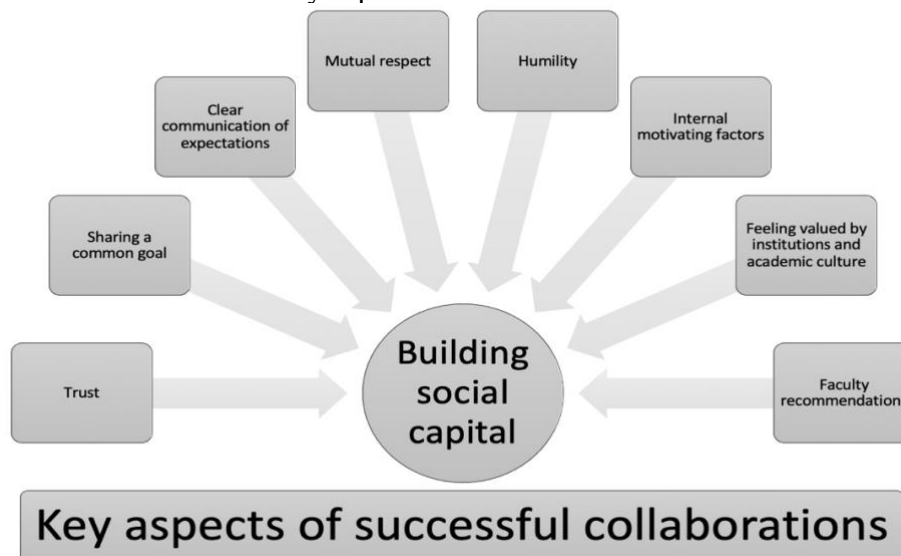 Mutual respect
Humility
Clear
communication of
expectations
Internal
motivating factors
Sharing a
common goal
Feeling valued by
institutions and
academic culture
Trust
Building
social
capital
Faculty
recommendation
Key aspects of successful collaborations